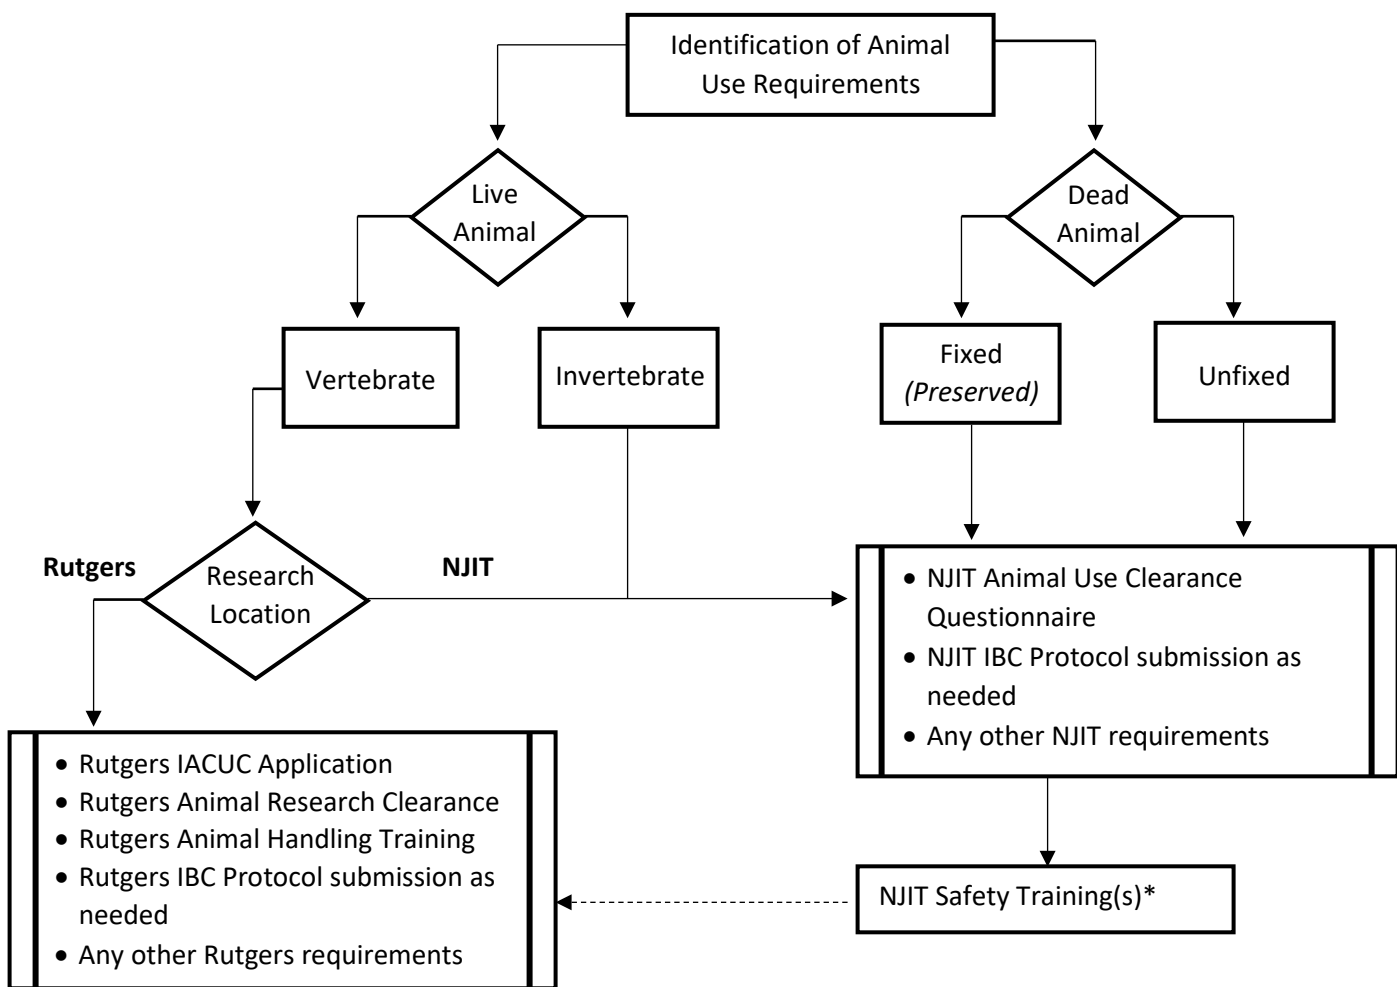 Identification of Animal
Use Requirements
Live
Animal
Dead
Animal
Vertebrate
Invertebrate
Fixed
(Preserved)
Unfixed
Rutgers
Research
Location
NJIT
• NJIT Animal Use Clearance
Questionnaire
• NJIT IBC Protocol submission as
needed
• Any other NJIT requirements
• Rutgers IACUC Application
• Rutgers Animal Research Clearance
• Rutgers Animal Handling Training
• Rutgers IBC Protocol submission as
needed
• Any other Rutgers requirements
NJIT Safety Training(s)*